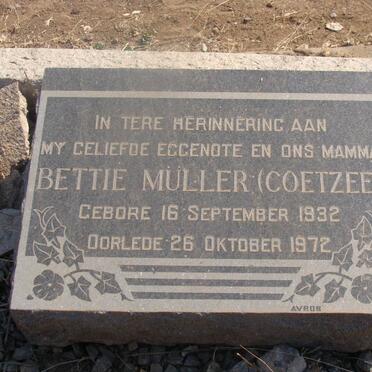 IN TERE HERINNERING AAN
MY GELIEFDE EGGENOTE EN ONS MAMMA
BETTIE MULLER (COETZEE
GEBORE 16 SEPTEMBER 1932
OORLEDE 26 OKTOBER 1972
AVBOB